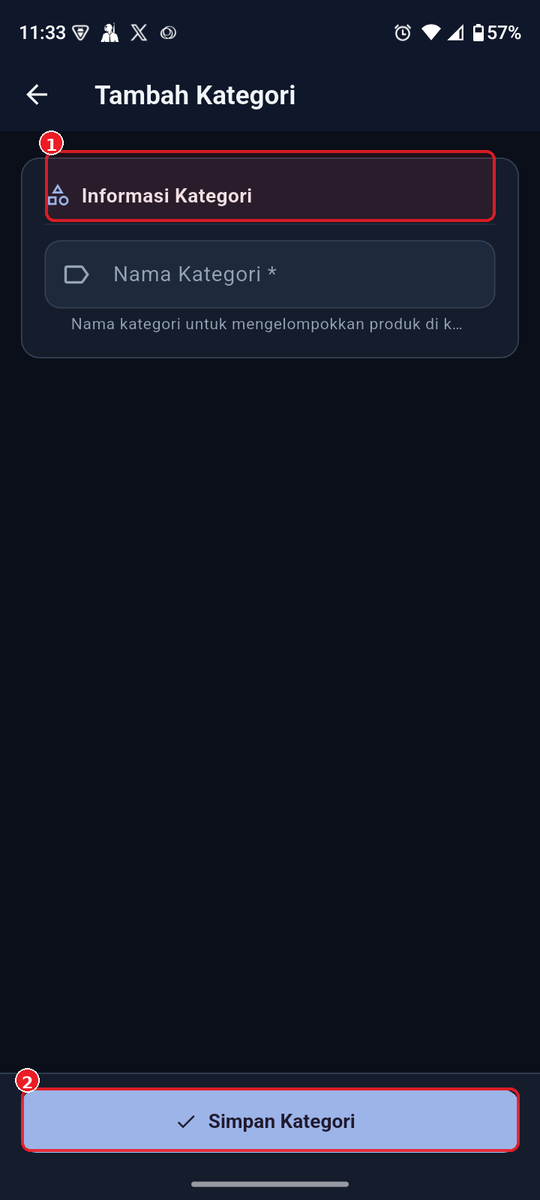 11:33 57%
Tambah Kategori
1
Informasi Kategori
Nama Kategori *
Nama kategori untuk mengelompokkan produk di k...
2
Simpan Kategori